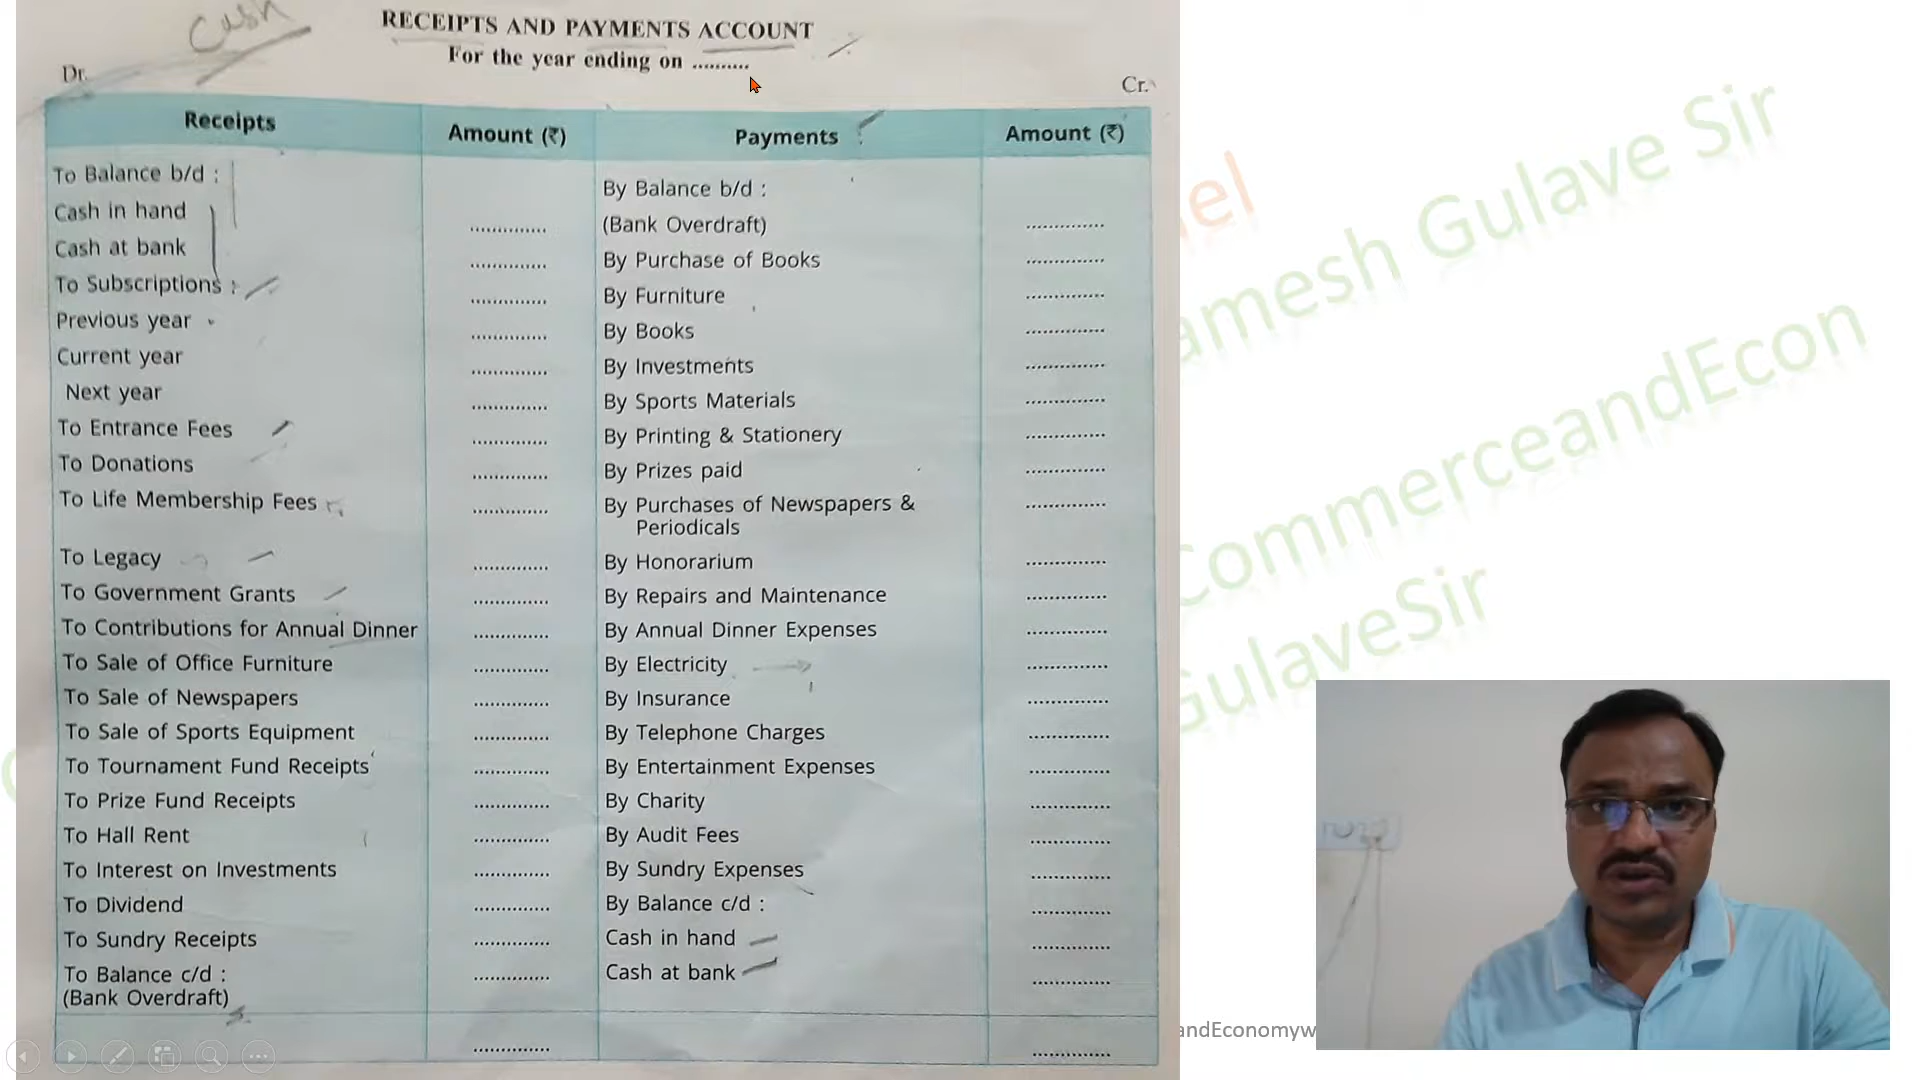 Cash
RECEIPTS AND PAYMENTS ACCOUNT
For the year ending on ..........
Dr.
Cr.
Receipts Amount (₹) Payments Amount (₹)
To Balance b/d : By Balance b/d :
Cash in hand .............. (Bank Overdraft) ..............
Cash at bank .............. By Purchase of Books ..............
To Subscriptions : .............. By Furniture ..............
Previous year .............. By Books ..............
Current year .............. By Investments ..............
Next year .............. By Sports Materials ..............
To Entrance Fees .............. By Printing & Stationery ..............
To Donations .............. By Prizes paid ..............
To Life Membership Fees .............. By Purchases of Newspapers & ..............
Periodicals
To Legacy .............. By Honorarium ..............
To Government Grants .............. By Repairs and Maintenance ..............
To Contributions for Annual Dinner .............. By Annual Dinner Expenses ..............
To Sale of Office Furniture .............. By Electricity ..............
To Sale of Newspapers .............. By Insurance ..............
To Sale of Sports Equipment .............. By Telephone Charges ..............
To Tournament Fund Receipts .............. By Entertainment Expenses ..............
To Prize Fund Receipts .............. By Charity ..............
To Hall Rent .............. By Audit Fees ..............
To Interest on Investments .............. By Sundry Expenses ..............
To Dividend .............. By Balance c/d : ..............
To Sundry Receipts .............. Cash in hand ..............
To Balance c/d : .............. Cash at bank ..............
(Bank Overdraft)
.............. ..............
nel
amesh Gulave Sir
CommerceandEcon
GulaveSir
andEconomyw